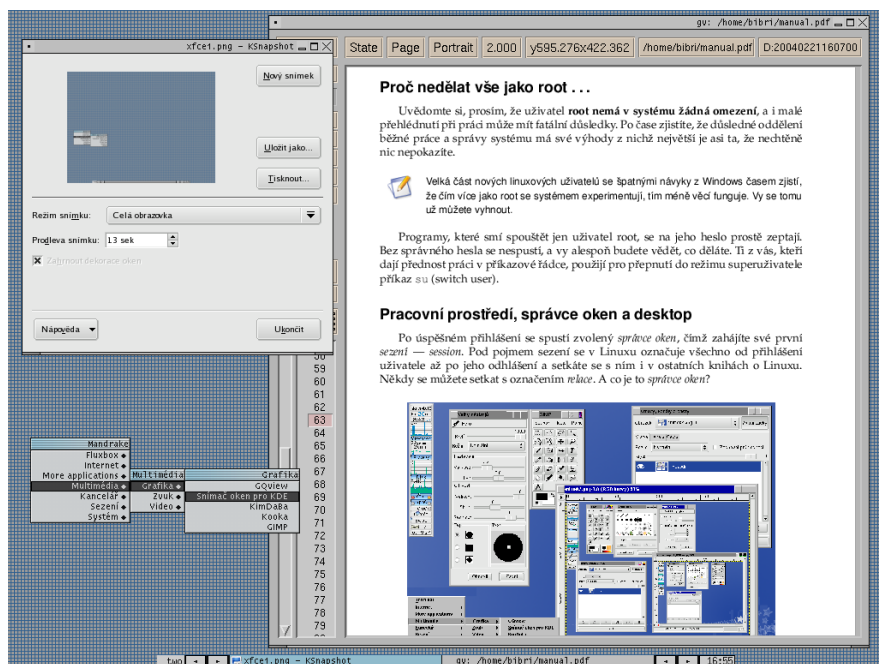 gv: /home/bibri/manual.pdf
xfce1.png - KSnapshot
State Page Portrait 2.000 y595.276x422.362 /home/bibri/manual.pdf D:20040221160700
Nový snímek
Uložit jako...
Tisknout...
Režim snímku: Celá obrazovka
Prodleva snímku: 13 sek
Zahrnout dekorace oken
Nápověda
Ukončit
Proč nedělat vše jako root . . .
Uvědomte si, prosím, že uživatel root nemá v systému žádná omezení, a i malé
přehlédnutí při práci může mít fatální důsledky. Po čase zjistíte, že důsledné oddělení
běžné práce a správy systému má své výhody z nichž největší je asi ta, že nechtěně
nic nepokazíte.
Velká část nových linuxových uživatelů se špatnými návyky z Windows časem zjistí,
že čím více jako root se systémem experimentují, tím méně věcí funguje. Vy se tomu
už můžete vyhnout.
Programy, které smí spouštět jen uživatel root, se na jeho heslo prostě zeptají.
Bez správného hesla se nespustí, a vy alespoň budete vědět, co děláte. Ti z vás, kteří
dají přednost práci v příkazové řádce, použijí pro přepnutí do režimu superuživatele
příkaz su (switch user).
Pracovní prostředí, správce oken a desktop
Po úspěšném přihlášení se spustí zvolený správce oken, čímž zahájíte své první
sezení — session. Pod pojmem sezení se v Linuxu označuje všechno od přihlášení
uživatele až po jeho odhlášení a setkáte se s ním i v ostatních knihách o Linuxu.
Někdy se můžete setkat s označením relace. A co je to správce oken?
59
60
61
62
63
64
65
66
67
68
69
70
71
72
73
74
75
76
77
78
79
Mandrake
Fluxbox
Internet
More applications
Multimédia
Kancelář
Sezení
Systém
Multimédia
Grafika
Zvuk
Video
Grafika
GQview
Snímač oken pro KDE
KimDaBa
Kooka
GIMP
two xfce1.png - KSnapshot gv: /home/bibri/manual.pdf 16:55